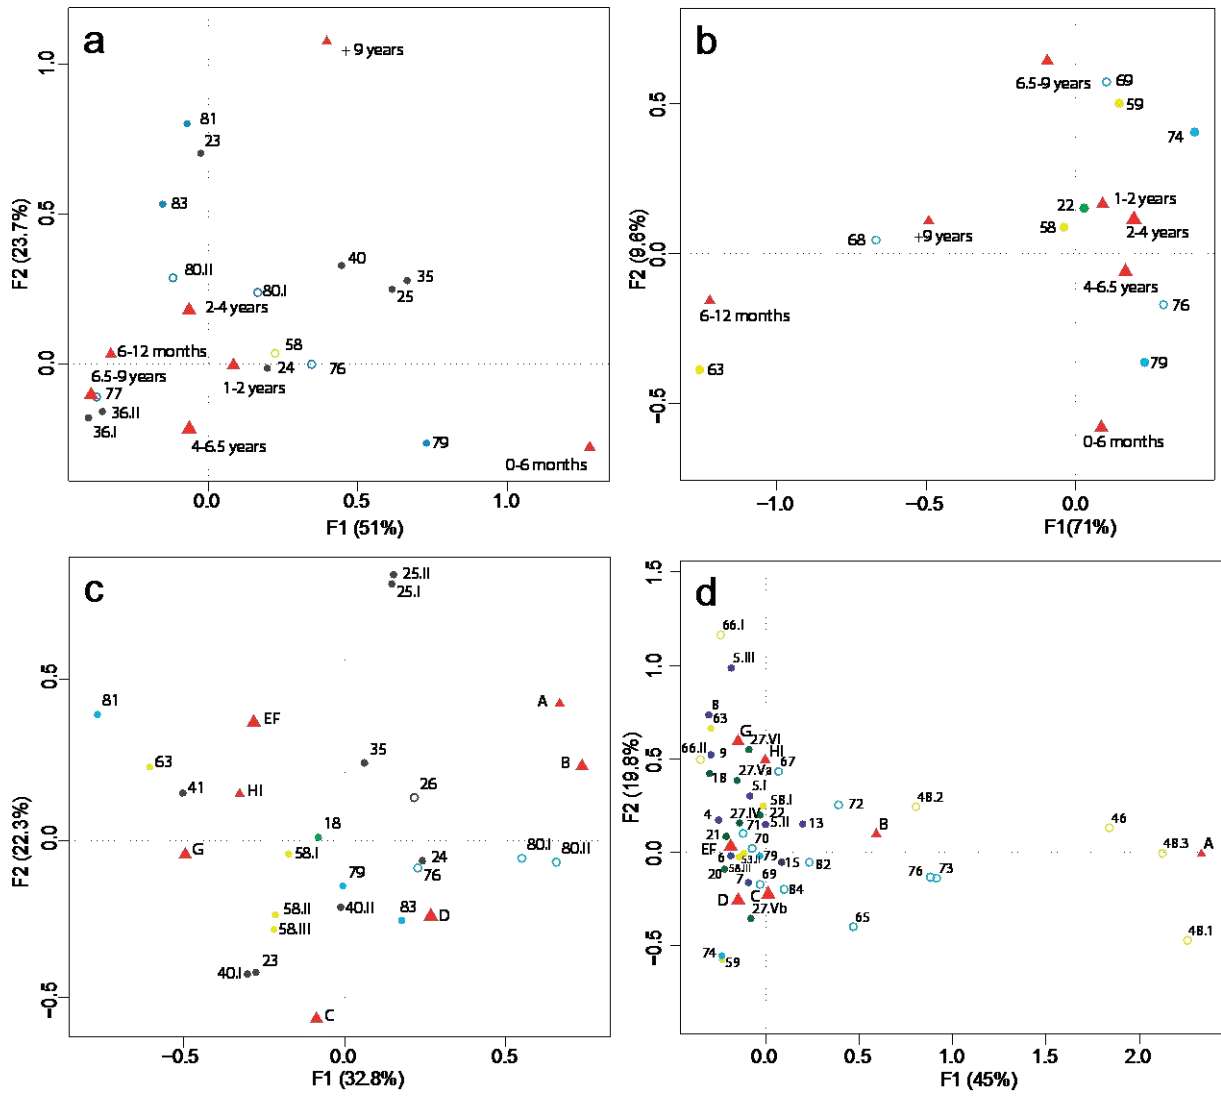 a
+9 years
1.0
81
23
83
0.5
F2 (23.7%)
40
35
80.II
80.I
25
2-4 years
58
6-12 months
24
76
0.0
1-2 years
6.5-9 years
77
36.II
36.I
4-6.5 years
79
0-6 months
0.0
0.5
1.0
F1 (51%)
b
6.5-9 years
69
59
0.5
74
22
1-2 years
58
2-4 years
68
+9 years
F2 (9.6%)
0.0
4-6.5 years
6-12 months
76
63
79
−0.5
0-6 months
−1.0
−0.5
0.0
F1(71%)
c
25.II
25.I
0.5
81
EF
A
63
35
B
41
HI
26
F2 (22.3%)
18
0.0
G
58.I
80.I
80.II
24
76
79
58.II
40.II
83
D
58.III
40.I
23
−0.5
C
−0.5
0.0
0.5
F1 (32.8%)
d
1.5
66.I
5.III
1.0
8
63
G
27.VI
66.II
9
HI
67
0.5
18
27.Va
5.I
58.I
72
48.2
F2 (19.8%)
4
27.IV
22
71
5.II
13
B
46
21
70
EF
48.3
A
0.0
6
53.II
79
15
82
20
58.III
7
69
76
73
84
D
C
27.Vb
65
48.1
−0.5
74
59
0.0
0.5
1.0
1.5
2.0
F1 (45%)